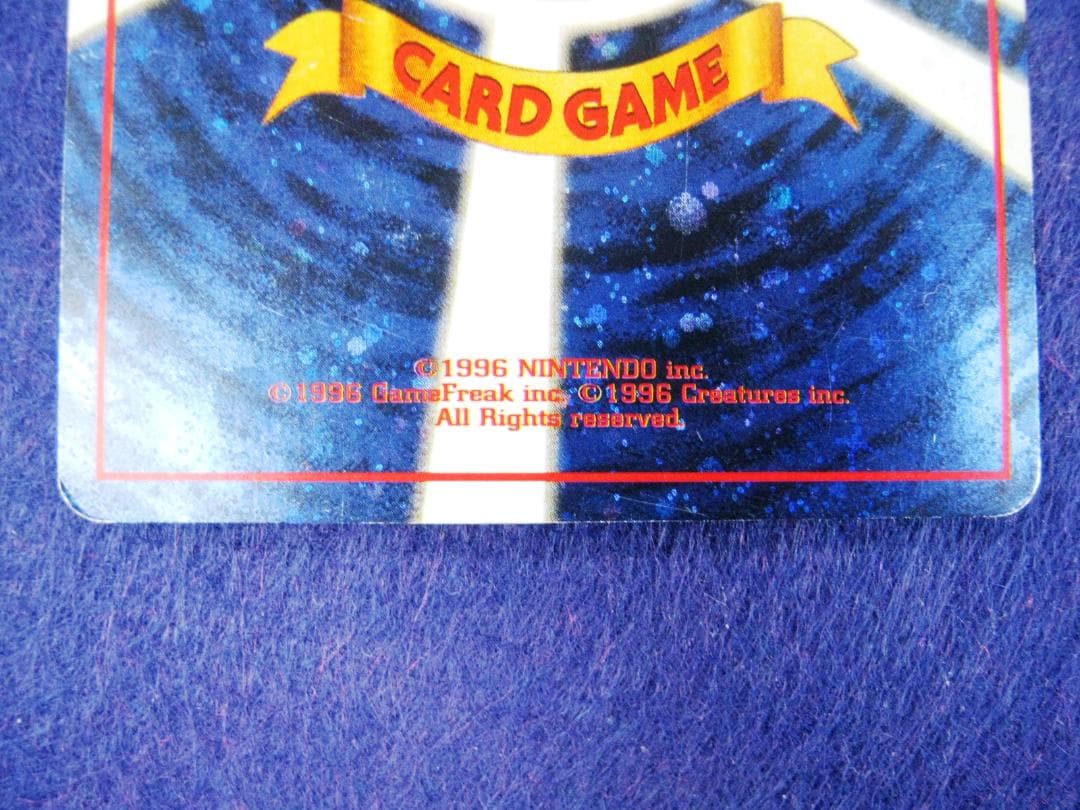 CARD GAME
©1996 NINTENDO inc.
©1996 GameFreak inc. ©1996 Creatures inc.
All Rights reserved.